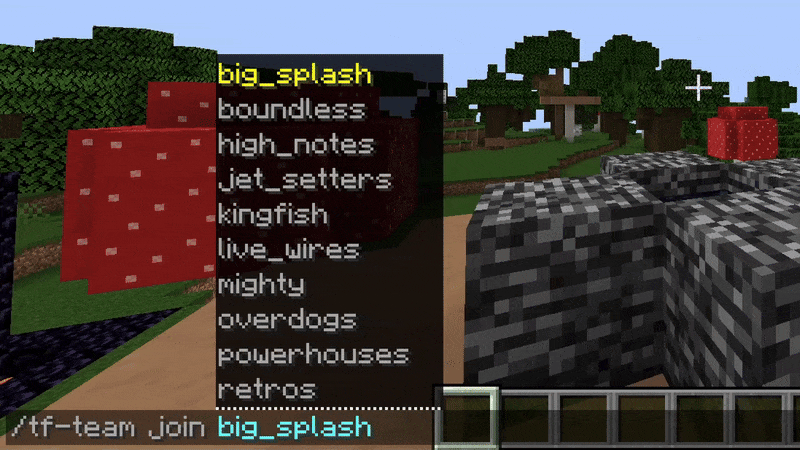 big_splash
boundless
high_notes
jet_setters
kingfish
live_wires
mighty
overdogs
powerhouses
retros
/tf-team join big_splash